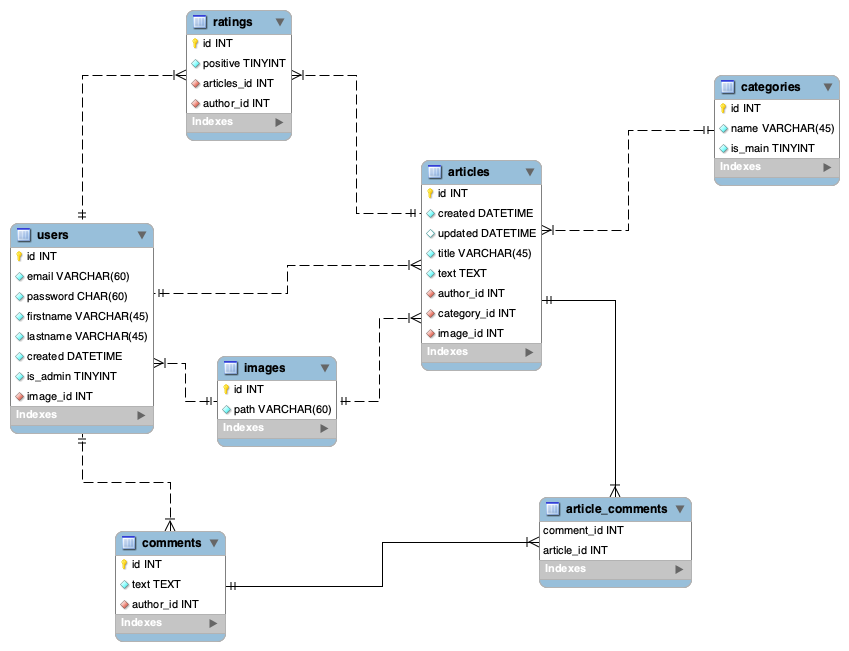 ratings
id INT
positive TINYINT
articles_id INT
author_id INT
Indexes
categories
id INT
name VARCHAR(45)
is_main TINYINT
Indexes
articles
id INT
created DATETIME
updated DATETIME
title VARCHAR(45)
text TEXT
author_id INT
category_id INT
image_id INT
Indexes
users
id INT
email VARCHAR(60)
password CHAR(60)
firstname VARCHAR(45)
lastname VARCHAR(45)
created DATETIME
is_admin TINYINT
image_id INT
Indexes
images
id INT
path VARCHAR(60)
Indexes
article_comments
comment_id INT
article_id INT
Indexes
comments
id INT
text TEXT
author_id INT
Indexes